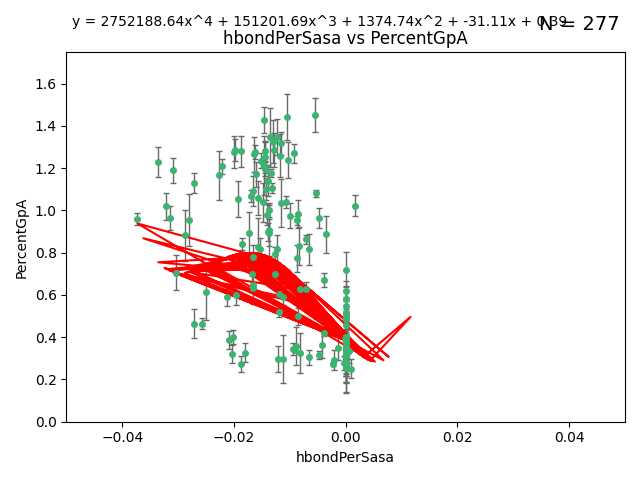 y = 2752188.64x^4 + 151201.69x^3 + 1374.74x^2 + -31.11x + 0.39
N = 277
hbondPerSasa vs PercentGpA
PercentGpA
1.6
1.4
1.2
1.0
0.8
0.6
0.4
0.2
0.0
−0.04 −0.02 0.00 0.02 0.04
hbondPerSasa